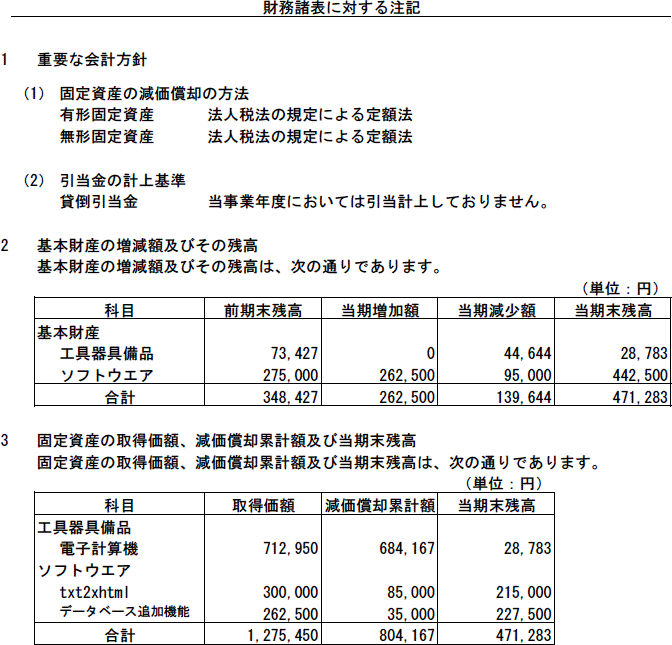 財務諸表に対する注記
1 重要な会計方針
(1) 固定資産の減価償却の方法
有形固定資産 法人税法の規定による定額法
無形固定資産 法人税法の規定による定額法
(2) 引当金の計上基準
貸倒引当金 当事業年度においては引当計上しておりません。
2 基本財産の増減額及びその残高
基本財産の増減額及びその残高は、次の通りであります。
(単位:円)
科目 前期末残高 当期増加額 当期減少額 当期末残高
基本財産
工具器具備品 73,427 0 44,644 28,783
ソフトウエア 275,000 262,500 95,000 442,500
合計 348,427 262,500 139,644 471,283
3 固定資産の取得価額、減価償却累計額及び当期末残高
固定資産の取得価額、減価償却累計額及び当期末残高は、次の通りであります。
(単位:円)
科目 取得価額 減価償却累計額 当期末残高
工具器具備品
電子計算機 712,950 684,167 28,783
ソフトウエア
txt2xhtml 300,000 85,000 215,000
データベース追加機能 262,500 35,000 227,500
合計 1,275,450 804,167 471,283